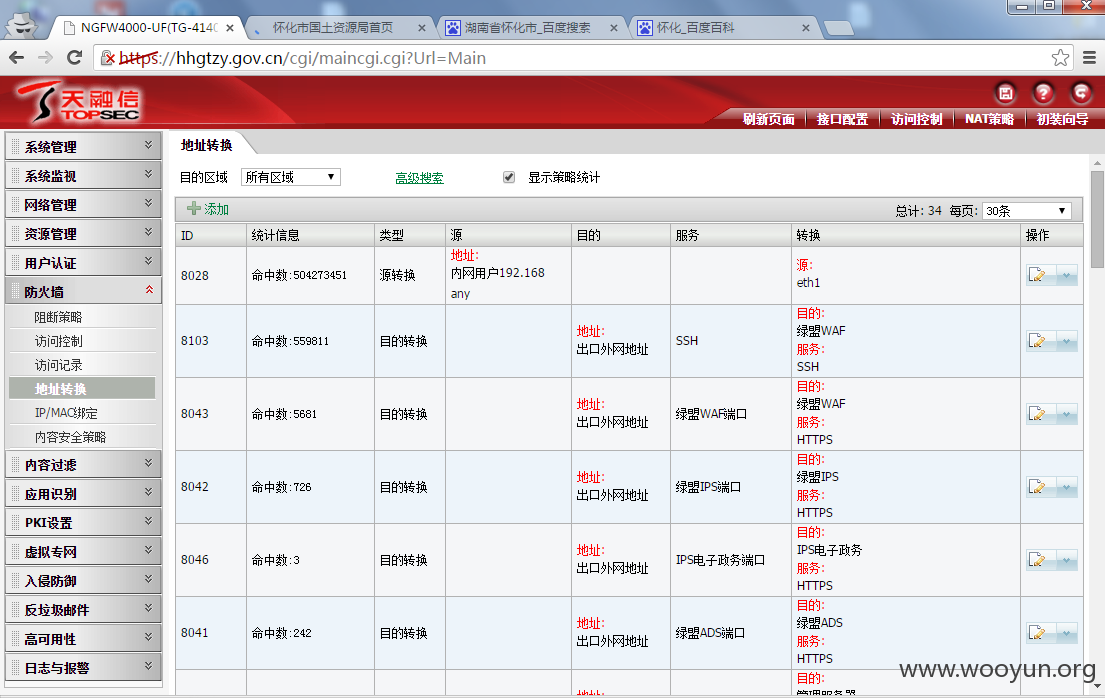 NGFW4000-UF(TG-414C
怀化市国土资源局首页
湖南省怀化市_百度搜索
怀化_百度百科
https://hhgtzy.gov.cn/cgi/maincgi.cgi?Url=Main
天融信
TOPSEC
刷新页面 接口配置 访问控制 NAT策略 初装向导
系统管理
系统监视
网络管理
资源管理
用户认证
防火墙
阻断策略
访问控制
访问记录
地址转换
IP/MAC绑定
内容安全策略
内容过滤
应用识别
PKI设置
虚拟专网
入侵防御
反垃圾邮件
高可用性
日志与报警
地址转换
目的区域 所有区域 高级搜索 显示策略统计
添加 总计: 34 每页: 30条
ID 统计信息 类型 源 目的 服务 转换 操作
8028 命中数:504273451 源转换
地址:
内网用户192.168
any
源:
eth1
8103 命中数:559811 目的转换
地址:
出口外网地址
SSH
目的:
绿盟WAF
服务:
SSH
8043 命中数:5681 目的转换
地址:
出口外网地址
绿盟WAF端口
目的:
绿盟WAF
服务:
HTTPS
8042 命中数:726 目的转换
地址:
出口外网地址
绿盟IPS端口
目的:
绿盟IPS
服务:
HTTPS
8046 命中数:3 目的转换
地址:
出口外网地址
IPS电子政务端口
目的:
IPS电子政务
服务:
HTTPS
8041 命中数:242 目的转换
地址:
出口外网地址
绿盟ADS端口
目的:
绿盟ADS
服务:
HTTPS
地址:
目的:
管理服务器
www.wooyun.org